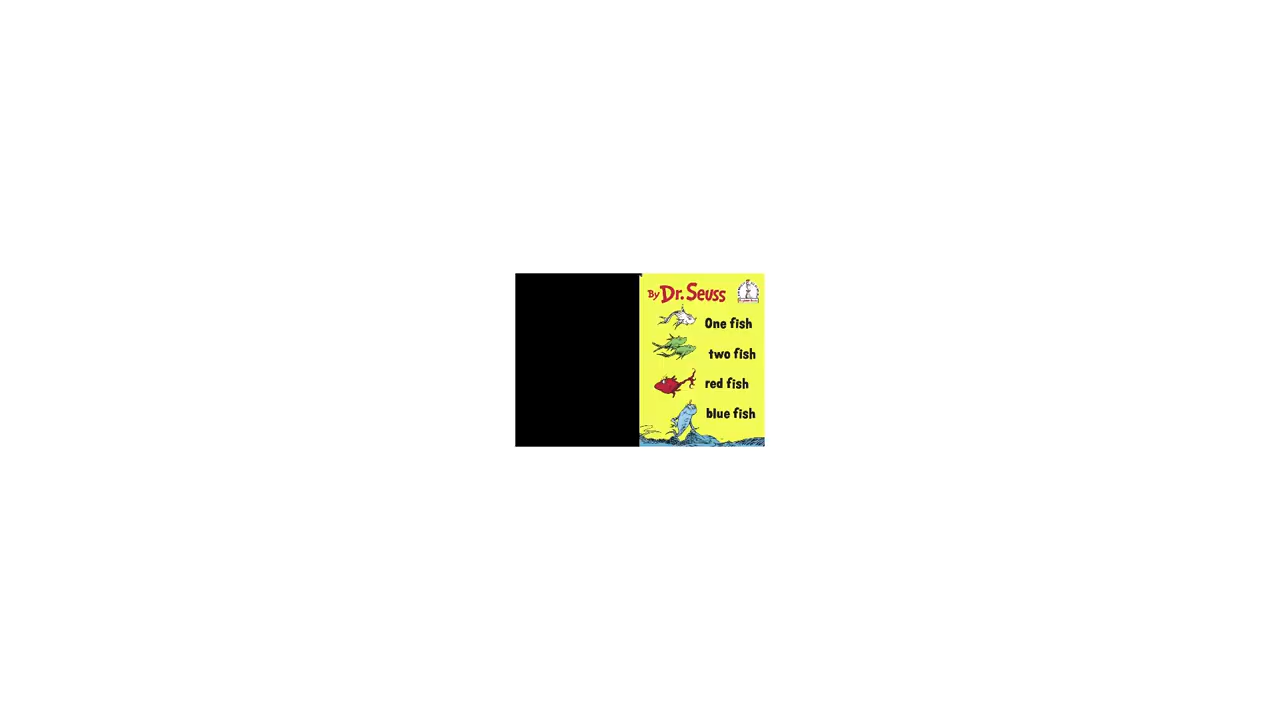 By Dr. Seuss
One fish
two fish
red fish
blue fish